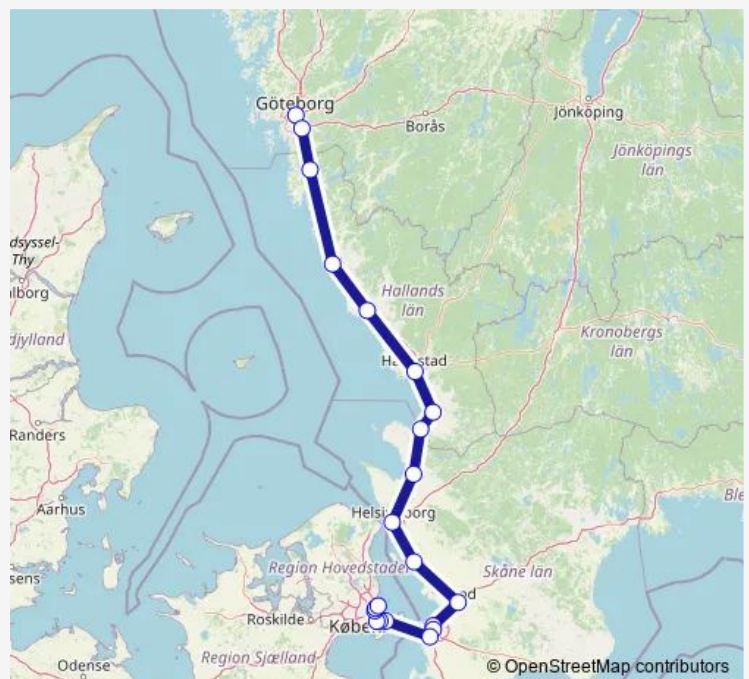 Göteborg
Borås
Jönköping
Jönköpings
län
dsyssel-
Thy
lborg
djylland
Hallands
län
Kronobergs
län
Randers
Aarhus
Region Hovedstade
Skåne län
sens
Roskilde
Region Sjælland
Odense
Ble
© OpenStreetMap contributors